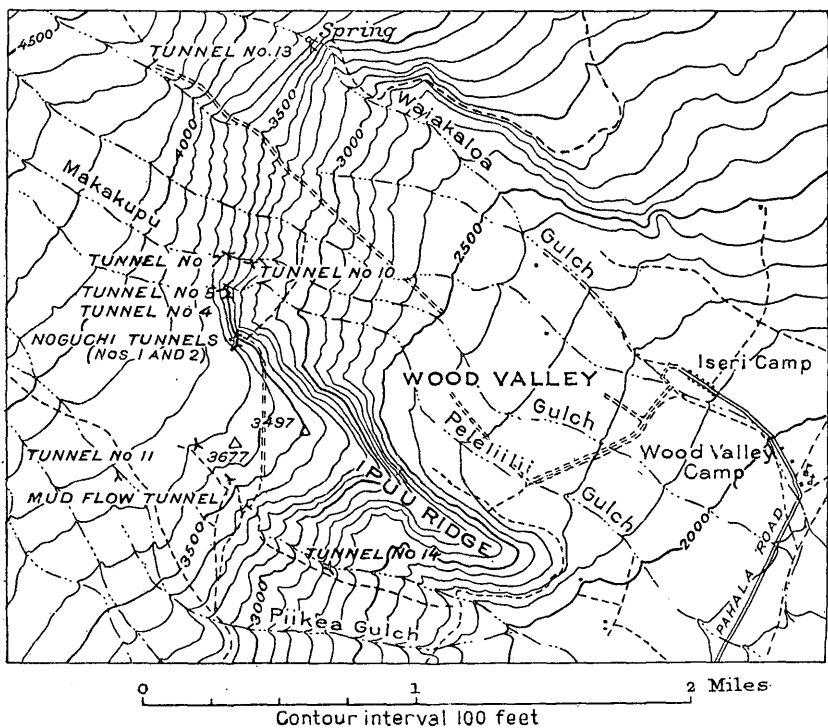 Spring
4500
TUNNEL No. 13
3500
Waiakaloa
4000
3000
Makakupu
2500
Gulch
TUNNEL No 7
TUNNEL No 10
TUNNEL No 5
TUNNEL No 4
NOGUCHI TUNNELS
(Nos. 1 AND 2)
Iseri Camp
WOOD VALLEY
Gulch
3497
Peleliilii
3677
TUNNEL No 11
Wood Valley
Camp
MUD FLOW TUNNEL
IPUU RIDGE
Gulch
3500
2000
TUNNEL No 14
PAHALA ROAD
3000
Piikea Gulch
0 1 2 Miles
Contour interval 100 feet